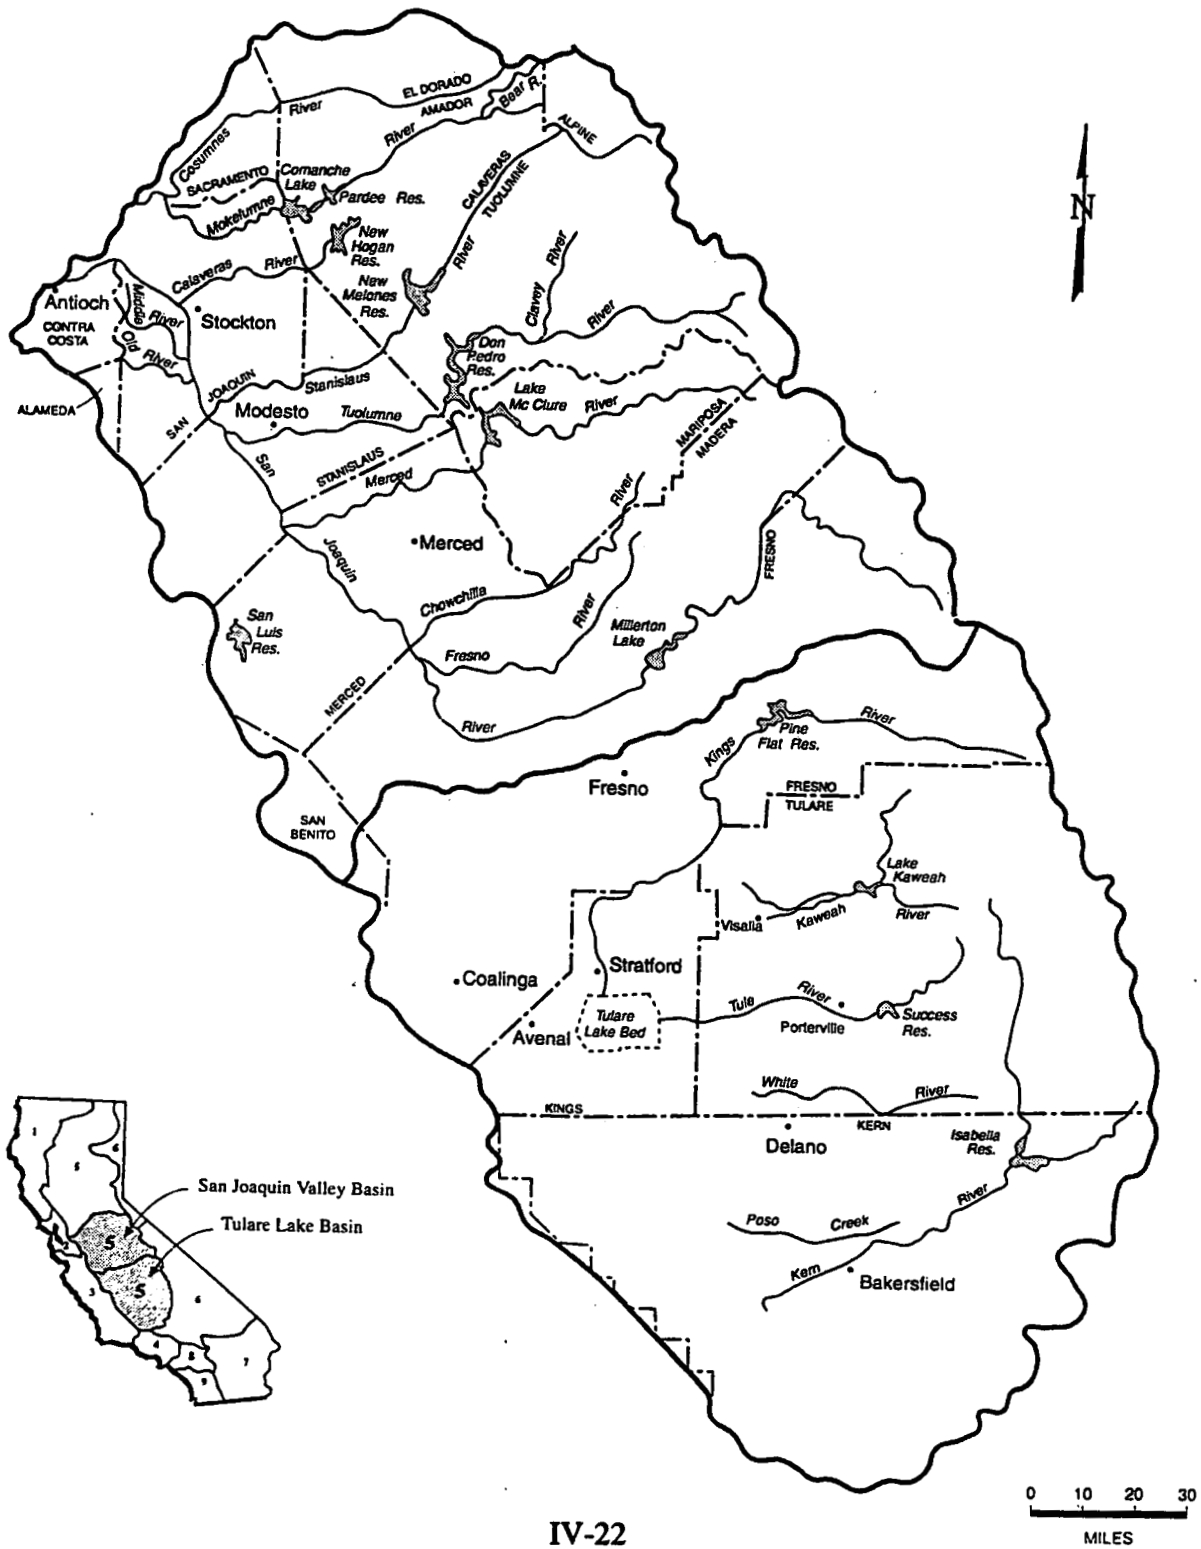 EL DORADO
Bear R.
River
AMADOR
River
ALPINE
Cosumnes
SACRAMENTO
Comanche
Lake
Pardee Res.
CALAVERAS
TUOLUMNE
Mokelumne
New
Hogan
Res.
River
River
Calaveras
River
New
Melones
Res.
Clavey
River
Antioch
Middle
River
Stockton
CONTRA
COSTA
Old
River
Don
Pedro
Res.
JOAQUIN
Stanislaus
Lake
Mc Clure
River
ALAMEDA
SAN
Modesto
Tuolumne
MARIPOSA
MADERA
San
STANISLAUS
Merced
River
N
Joaquin
Merced
FRESNO
Chowchilla
River
San
Luis
Res.
Millerton
Lake
Fresno
MERCED
River
Kings
Pine
Flat Res.
River
Fresno
FRESNO
TULARE
SAN
BENITO
Lake
Kaweah
Visalia
Kaweah
River
Coalinga
Stratford
Tulare
Lake Bed
Tule
River
Porterville
Success
Res.
Avenal
White
River
KINGS
KERN
Delano
Isabella
Res.
River
Poso
Creek
Kern
Bakersfield
1
5
6
San Joaquin Valley Basin
Tulare Lake Basin
2
5
5
3
6
4
8
7
9
0 10 20 30
MILES
IV-22